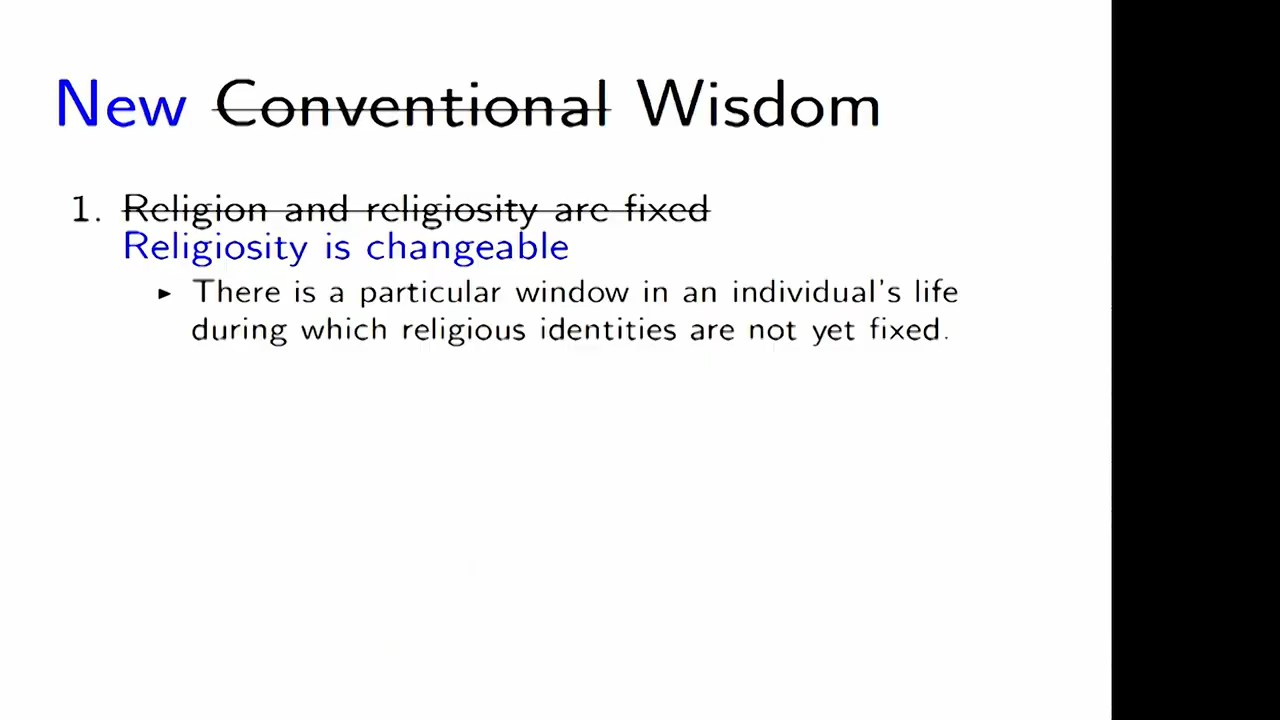 New Conventional Wisdom
1. Religion and religiosity are fixed
Religiosity is changeable
▸ There is a particular window in an individual's life
during which religious identities are not yet fixed.